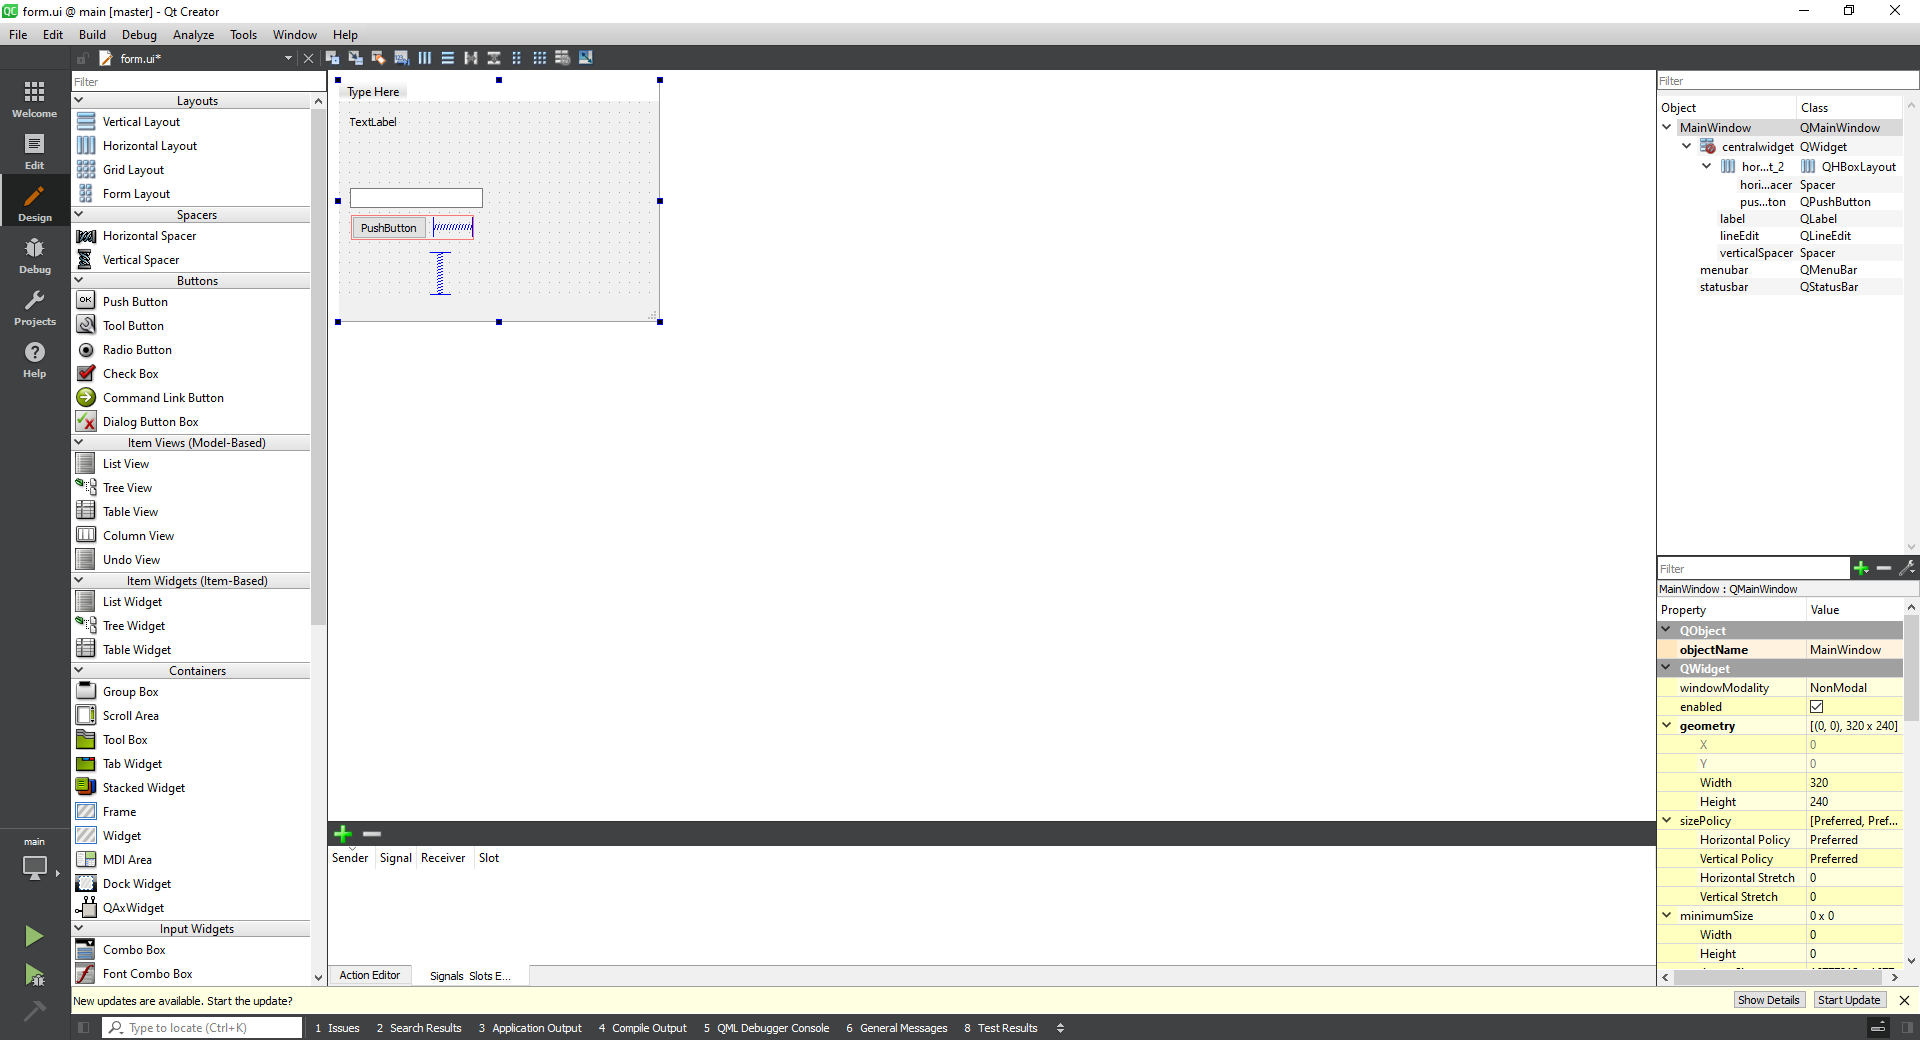 form.ui @ main [master] - Qt Creator
File Edit Build Debug Analyze Tools Window Help
form.ui*
Welcome
Edit
Design
Debug
Projects
Help
main
Filter
Layouts
Vertical Layout
Horizontal Layout
Grid Layout
Form Layout
Spacers
Horizontal Spacer
Vertical Spacer
Buttons
Push Button
Tool Button
Radio Button
Check Box
Command Link Button
Dialog Button Box
Item Views (Model-Based)
List View
Tree View
Table View
Column View
Undo View
Item Widgets (Item-Based)
List Widget
Tree Widget
Table Widget
Containers
Group Box
Scroll Area
Tool Box
Tab Widget
Stacked Widget
Frame
Widget
MDI Area
Dock Widget
QAxWidget
Input Widgets
Combo Box
Font Combo Box
Type Here
TextLabel
PushButton
Sender Signal Receiver Slot
Action Editor Signals Slots E...
Filter
Object Class
MainWindow QMainWindow
centralwidget QWidget
hor...t_2 QHBoxLayout
hori...acer Spacer
pus...ton QPushButton
label QLabel
lineEdit QLineEdit
verticalSpacer Spacer
menubar QMenuBar
statusbar QStatusBar
Filter
MainWindow : QMainWindow
Property Value
QObject
objectName MainWindow
QWidget
windowModality NonModal
enabled
geometry [(0, 0), 320 x 240]
X 0
Y 0
Width 320
Height 240
sizePolicy [Preferred, Pref...
Horizontal Policy Preferred
Vertical Policy Preferred
Horizontal Stretch 0
Vertical Stretch 0
minimumSize 0 x 0
Width 0
Height 0
New updates are available. Start the update? Show Details Start Update
Type to locate (Ctrl+K) 1 Issues 2 Search Results 3 Application Output 4 Compile Output 5 QML Debugger Console 6 General Messages 8 Test Results